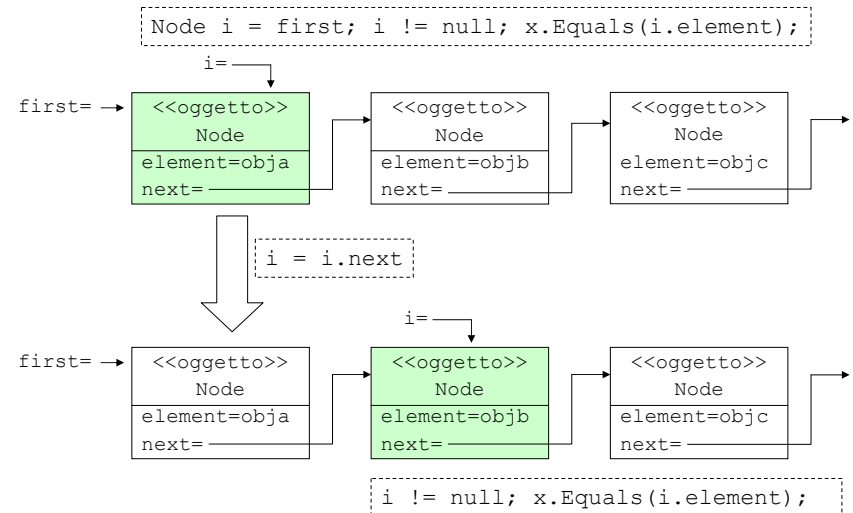 Node i = first; i != null; x.Equals(i.element);
i=
first=
<<oggetto>>
Node
element=obja
next=
<<oggetto>>
Node
element=objb
next=
<<oggetto>>
Node
element=objc
next=
i = i.next
i=
first=
<<oggetto>>
Node
element=obja
next=
<<oggetto>>
Node
element=objb
next=
<<oggetto>>
Node
element=objc
next=
i != null; x.Equals(i.element);